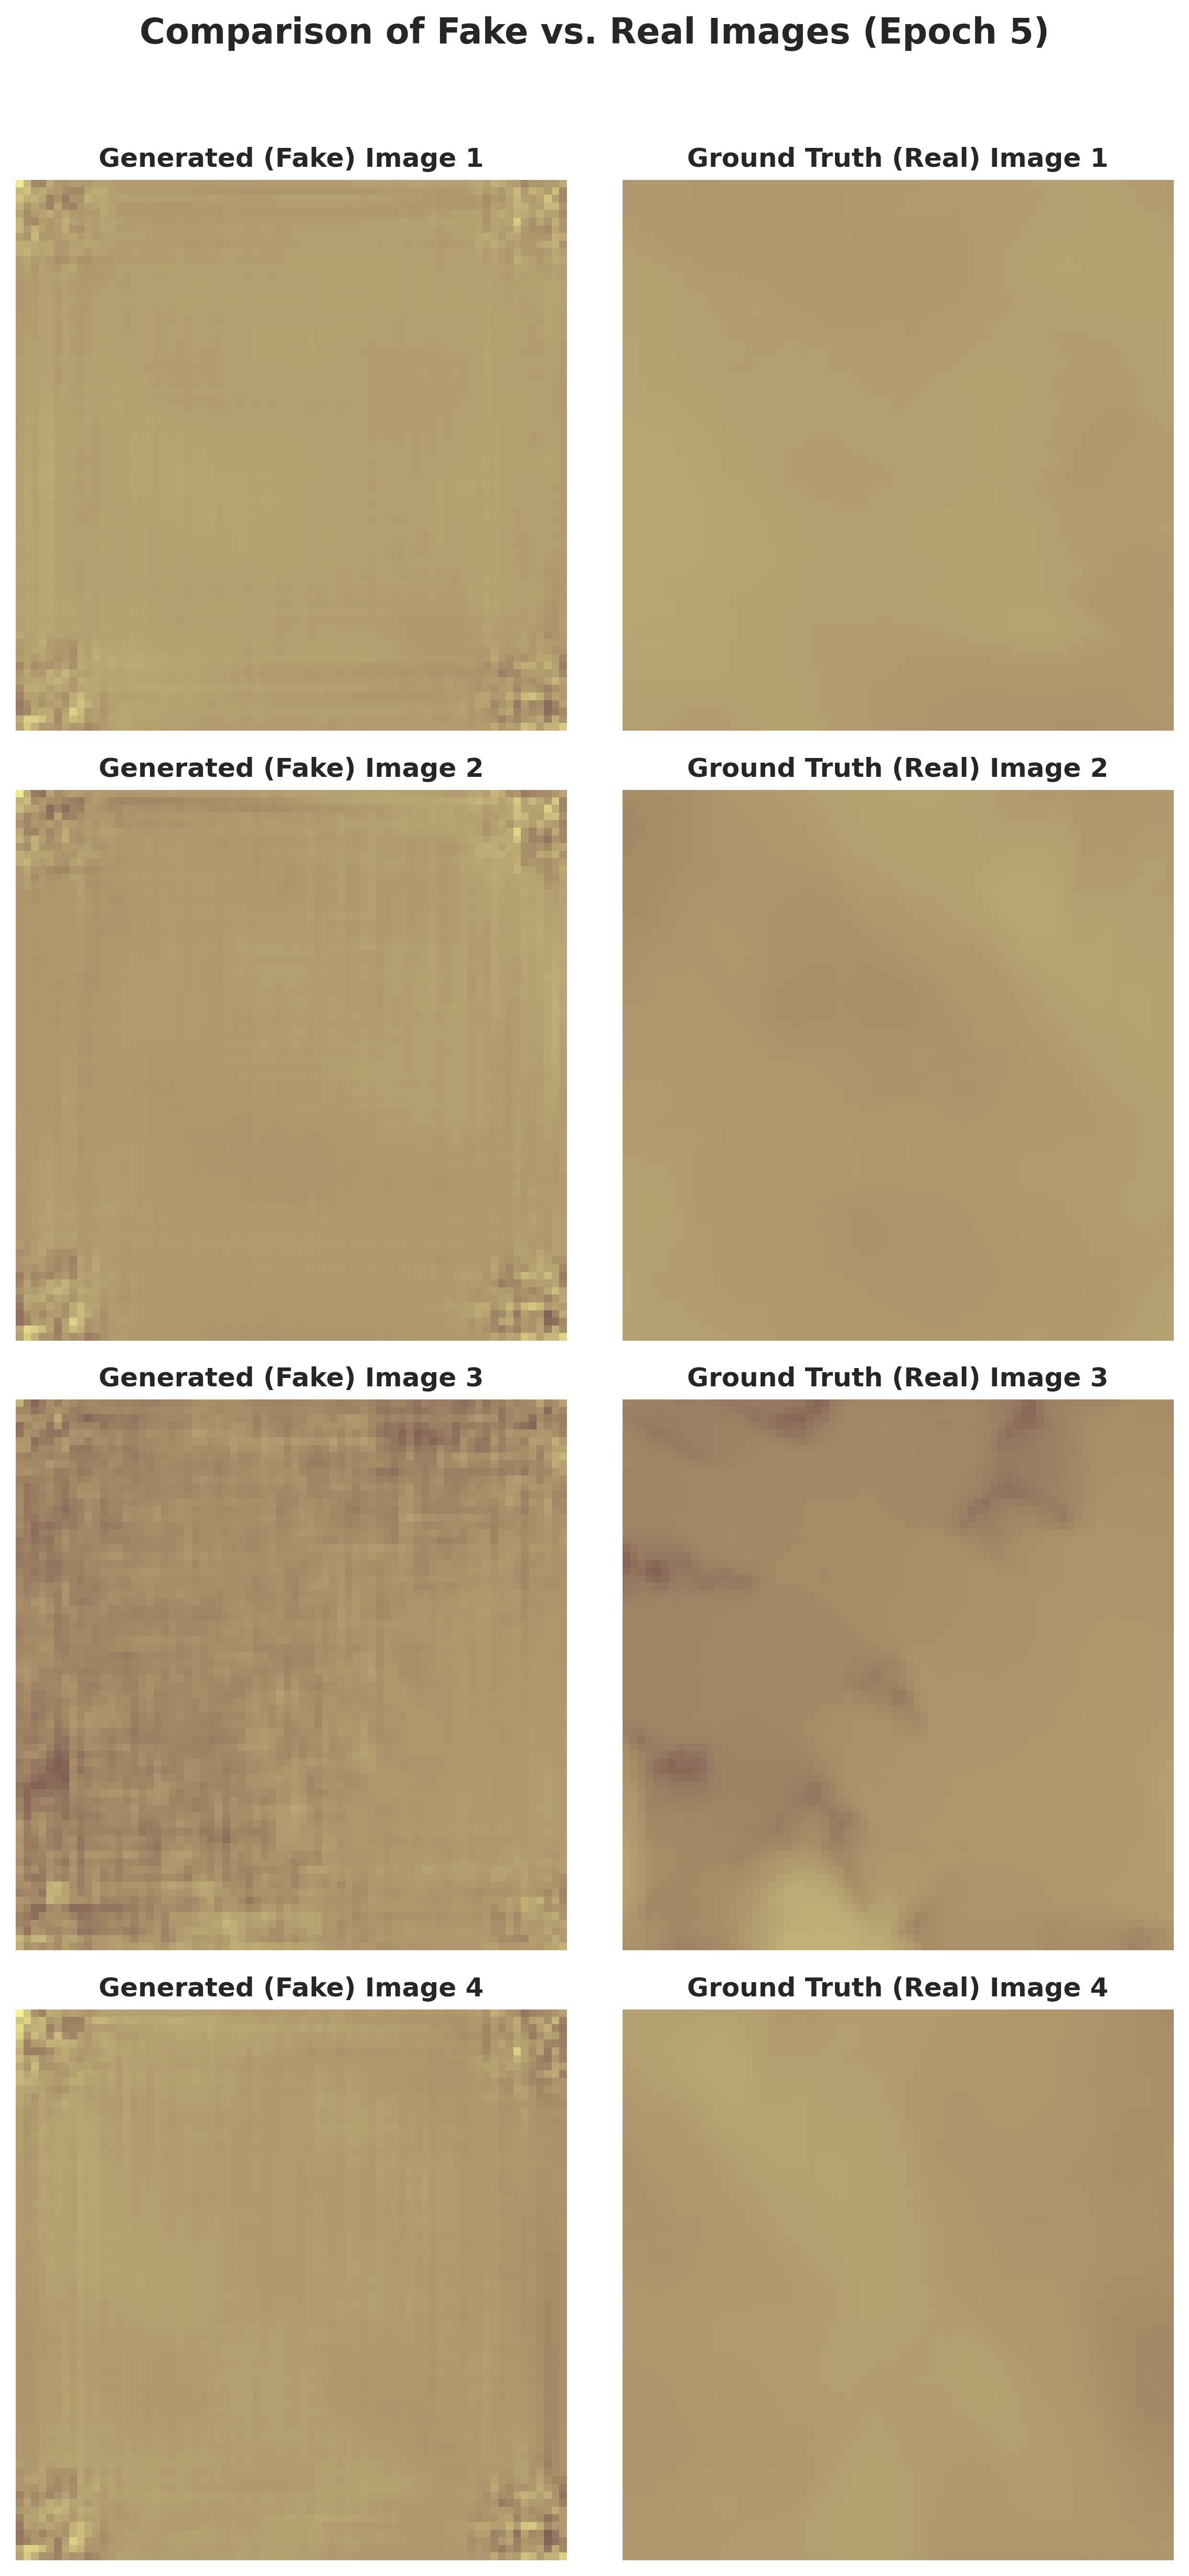 Comparison of Fake vs. Real Images (Epoch 5)
Generated (Fake) Image 1
Ground Truth (Real) Image 1
Generated (Fake) Image 2
Ground Truth (Real) Image 2
Generated (Fake) Image 3
Ground Truth (Real) Image 3
Generated (Fake) Image 4
Ground Truth (Real) Image 4